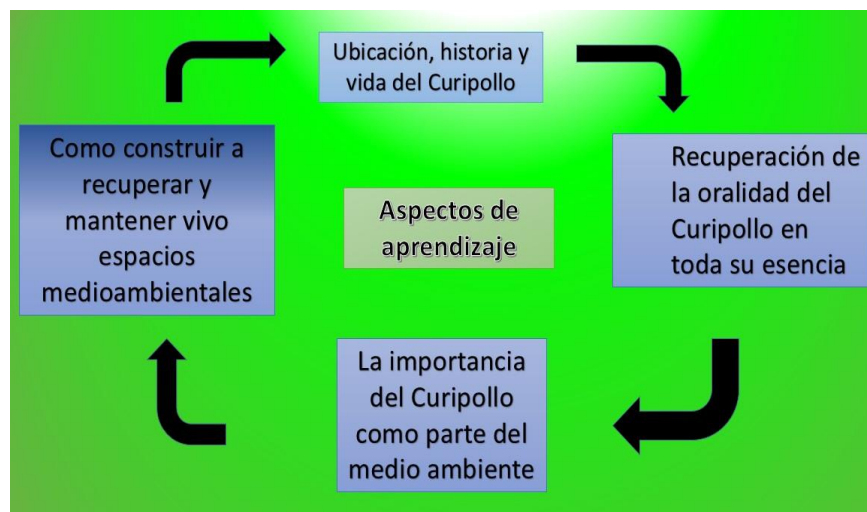 Ubicación, historia y
vida del Curipollo
Recuperación de
la oralidad del
Curipollo en
toda su esencia
La importancia
del Curipollo
como parte del
medio ambiente
Como construir a
recuperar y
mantener vivo
espacios
medioambientales
Aspectos de
aprendizaje